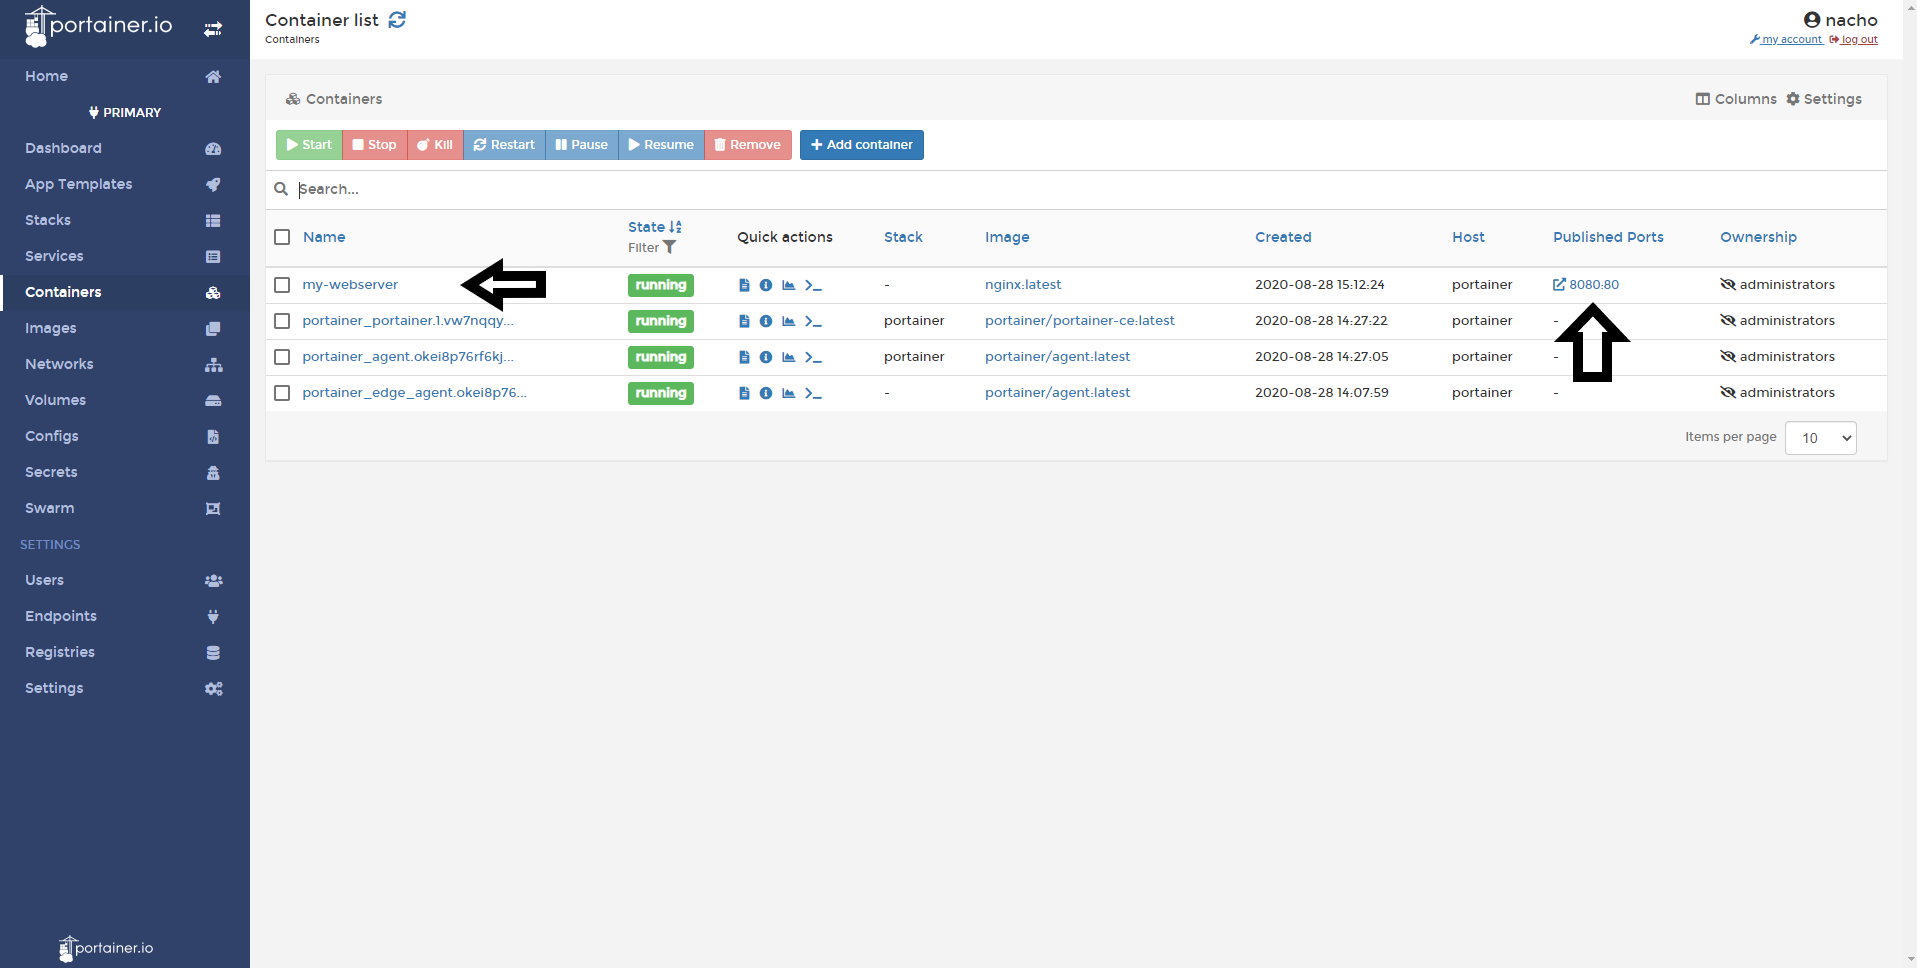 portainer.io
Home
PRIMARY
Dashboard
App Templates
Stacks
Services
Containers
Images
Networks
Volumes
Configs
Secrets
Swarm
SETTINGS
Users
Endpoints
Registries
Settings
portainer.io
Container list
Containers
nacho
my account log out
Containers
Columns Settings
Start Stop Kill Restart Pause Resume Remove Add container
Search...
Name State Filter Quick actions Stack Image Created Host Published Ports Ownership
my-webserver running - nginx:latest 2020-08-28 15:12:24 portainer 8080:80 administrators
portainer_portainer.1.vw7nqqy... running portainer portainer/portainer-ce:latest 2020-08-28 14:27:22 portainer - administrators
portainer_agent.okei8p76rf6kj... running portainer portainer/agent:latest 2020-08-28 14:27:05 portainer - administrators
portainer_edge_agent.okei8p76... running - portainer/agent:latest 2020-08-28 14:07:59 portainer - administrators
Items per page 10